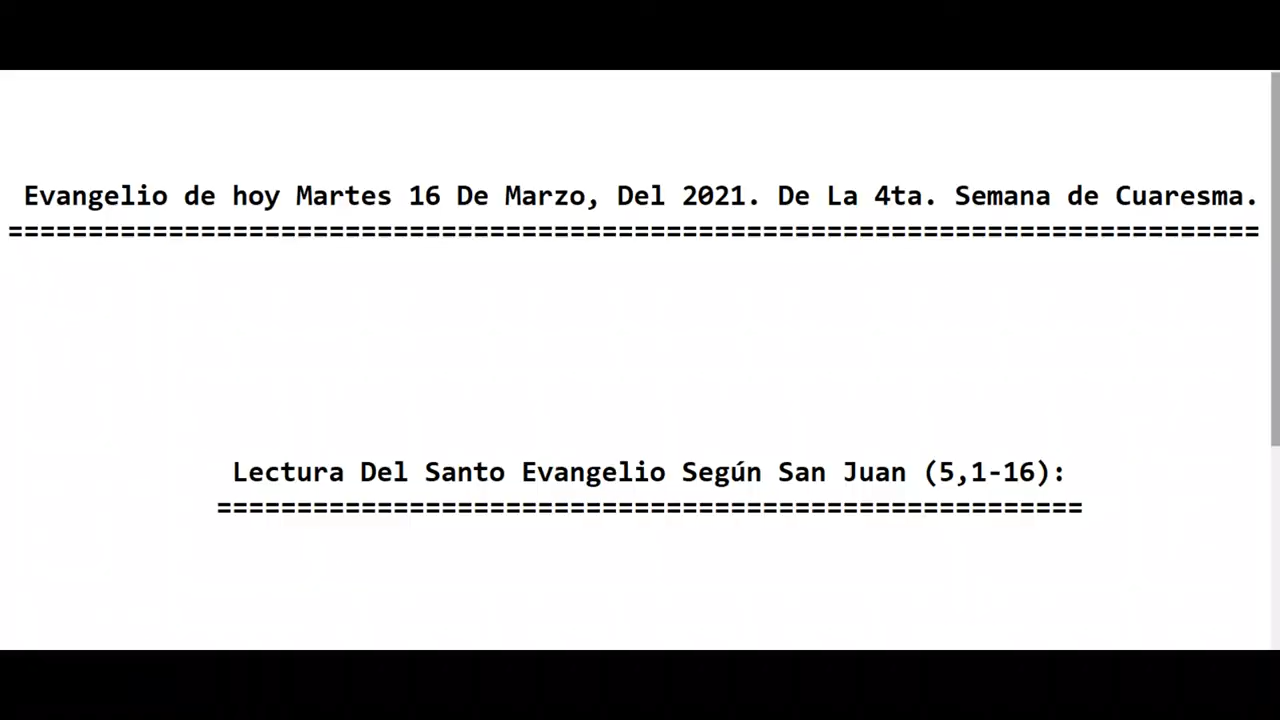 Evangelio de hoy Martes 16 De Marzo, Del 2021. De La 4ta. Semana de Cuaresma.
==============================================================================
Lectura Del Santo Evangelio Según San Juan (5,1-16):
======================================================